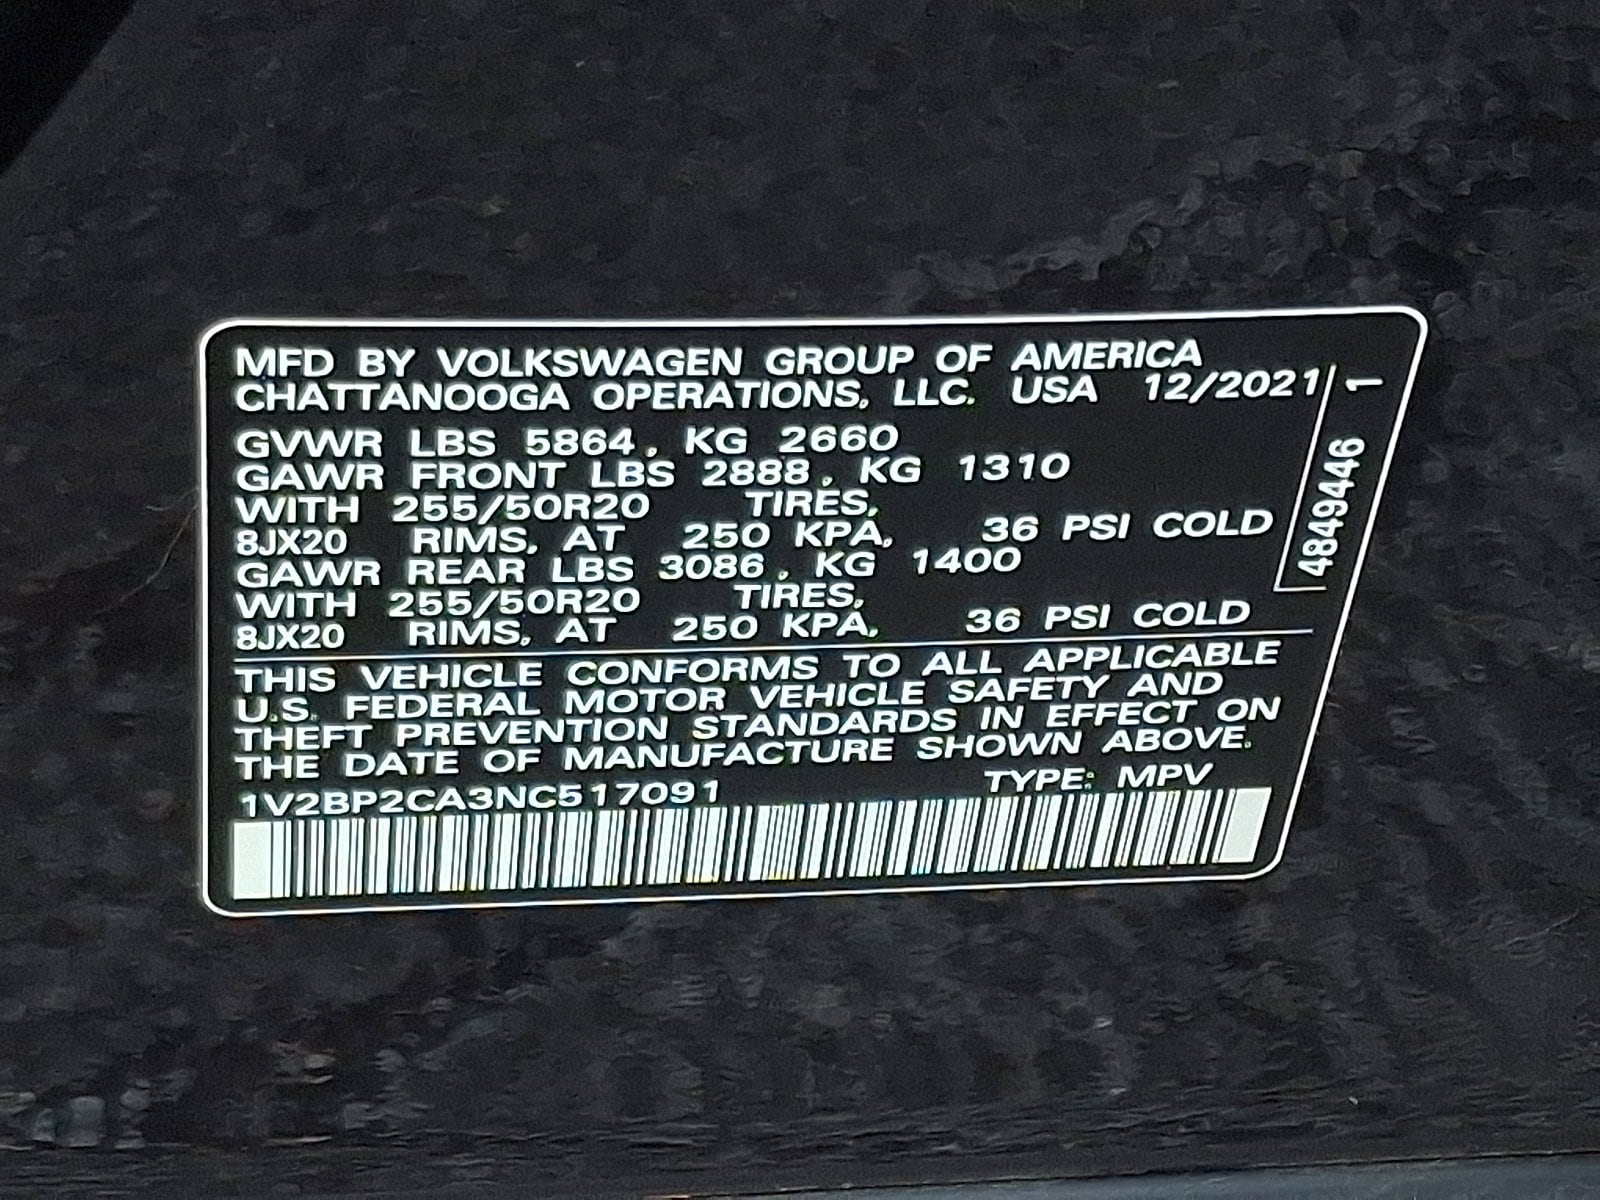 MFD BY VOLKSWAGEN GROUP OF AMERICA
CHATTANOOGA OPERATIONS, LLC. USA 12/2021
GVWR LBS 5864, KG 2660
GAWR FRONT LBS 2888, KG 1310
WITH 255/50R20 TIRES,
8JX20 RIMS, AT 250 KPA, 36 PSI COLD
GAWR REAR LBS 3086, KG 1400
WITH 255/50R20 TIRES,
8JX20 RIMS, AT 250 KPA, 36 PSI COLD
THIS VEHICLE CONFORMS TO ALL APPLICABLE
U.S. FEDERAL MOTOR VEHICLE SAFETY AND
THEFT PREVENTION STANDARDS IN EFFECT ON
THE DATE OF MANUFACTURE SHOWN ABOVE.
1V2BP2CA3NC517091 TYPE: MPV
4849446 1